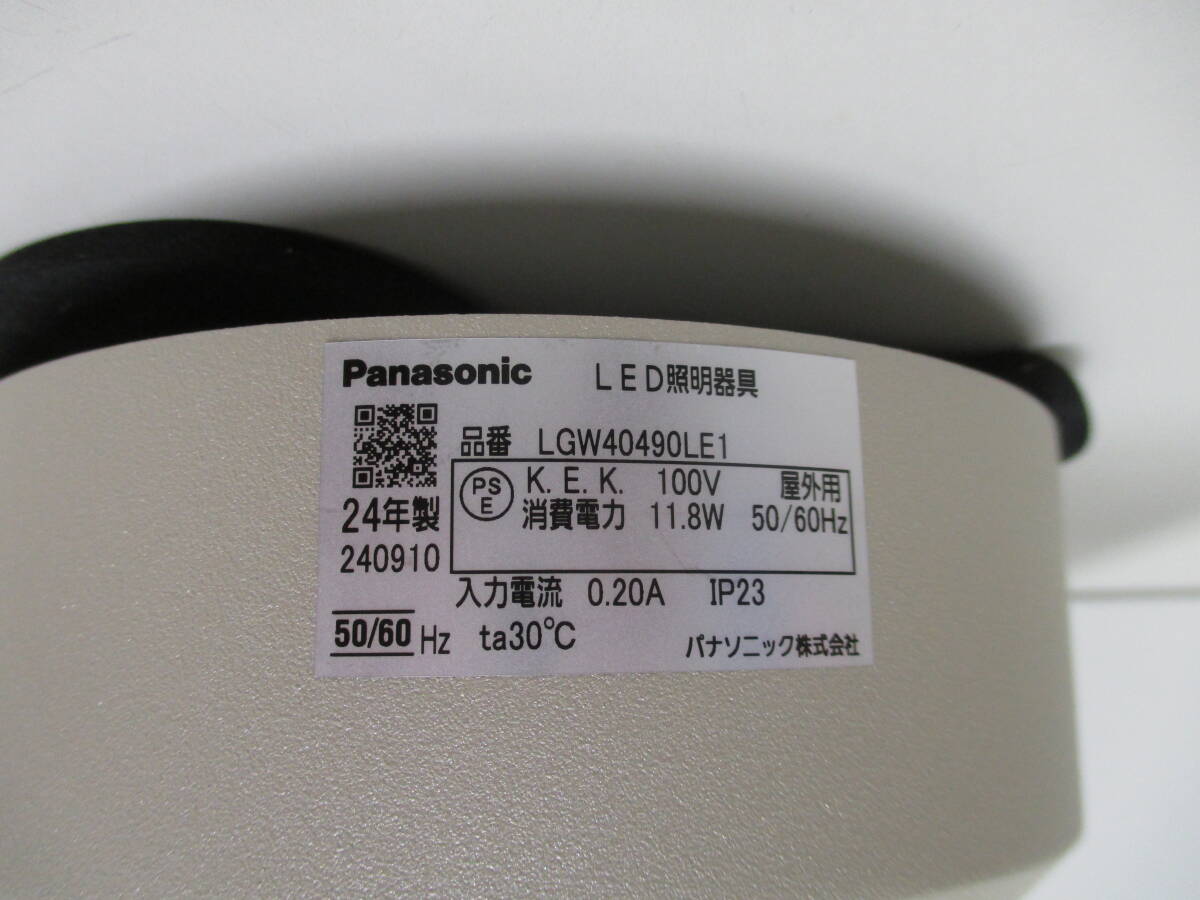 Panasonic LED照明器具
品番 LGW40490LE1
PS E K. E. K. 100V 屋外用
消費電力 11.8W 50/60Hz
24年製
240910
入力電流 0.20A IP23
50/60 Hz ta30℃
パナソニック株式会社